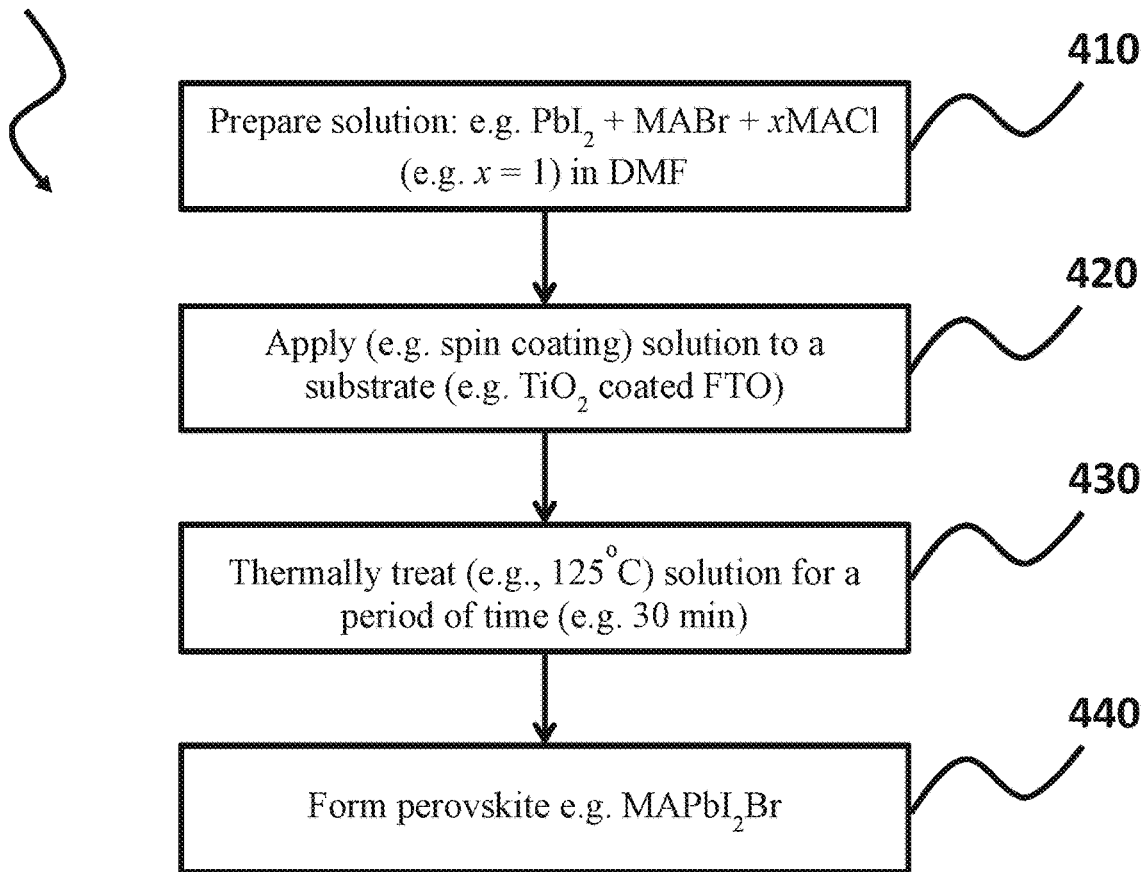 410
Prepare solution: e.g. PbI₂ + MABr + xMACl
(e.g. x = 1) in DMF
420
Apply (e.g. spin coating) solution to a
substrate (e.g. TiO₂ coated FTO)
430
Thermally treat (e.g., 125°C) solution for a
period of time (e.g. 30 min)
440
Form perovskite e.g. MAPbI₂Br